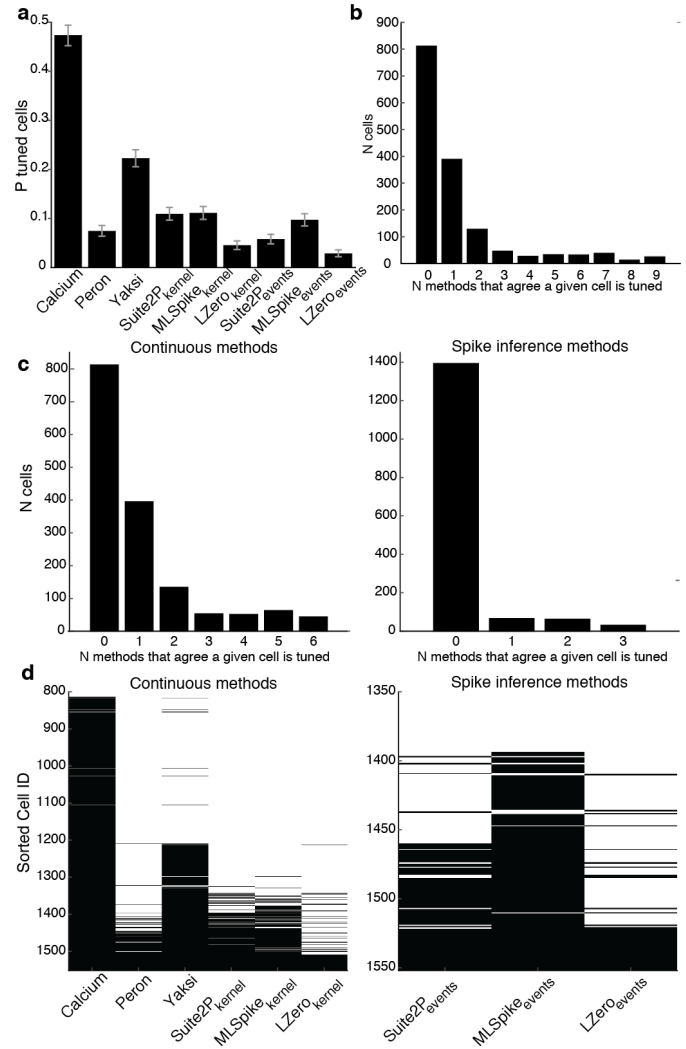 a
0.5
0.4
0.3
0.2
0.1
0
P tuned cells
Calcium
Peron
Yaksi
Suite2Pkernel
MLSpikekernel
LZerokernel
Suite2Pevents
MLSpikeevents
LZeroevents
b
900
800
700
600
500
400
300
200
100
0
N cells
0 1 2 3 4 5 6 7 8 9
N methods that agree a given cell is tuned
c
Continuous methods
800
700
600
500
400
300
200
100
0
N cells
0 1 2 3 4 5 6
N methods that agree a given cell is tuned
Spike inference methods
1400
1200
1000
800
600
400
200
0
0 1 2 3
N methods that agree a given cell is tuned
d
Continuous methods
800
900
1000
1100
1200
1300
1400
1500
Sorted Cell ID
Calcium
Peron
Yaksi
Suite2Pkernel
MLSpikekernel
LZerokernel
Spike inference methods
1350
1400
1450
1500
1550
Suite2Pevents
MLSpikeevents
LZeroevents